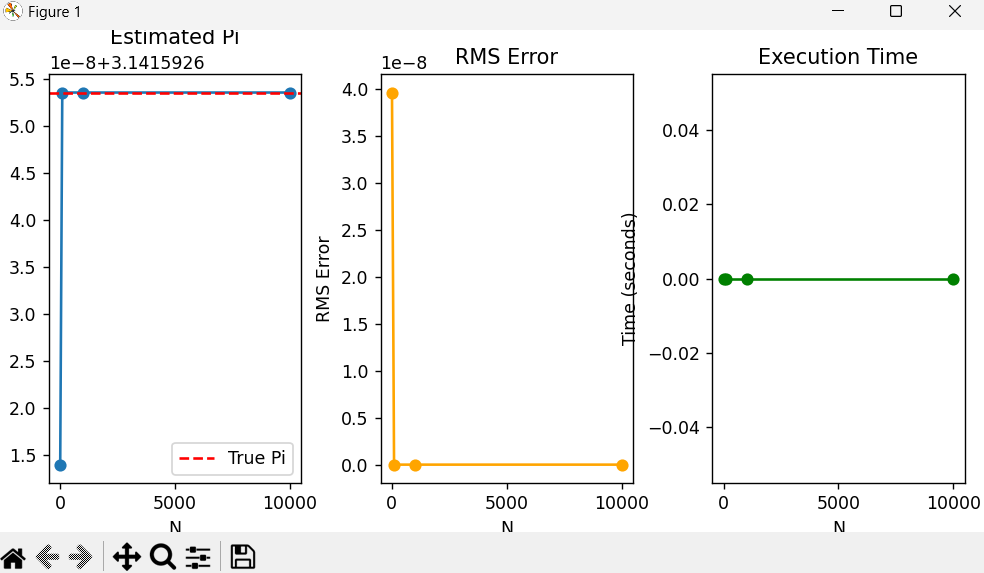 Figure 1
Estimated Pi
1e−8+3.1415926
5.5
5.0
4.5
4.0
3.5
3.0
2.5
2.0
1.5
True Pi
0
5000
10000
N
RMS Error
1e−8
RMS Error
4.0
3.5
3.0
2.5
2.0
1.5
1.0
0.5
0.0
0
5000
10000
N
Execution Time
Time (seconds)
0.04
0.02
0.00
−0.02
−0.04
0
5000
10000
N